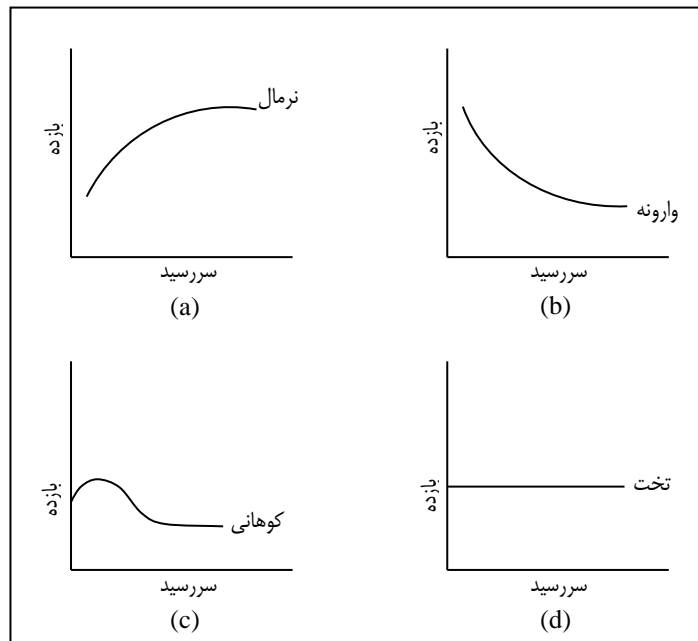 نرمال
بازده
سررسید
(a)
وارونه
بازده
سررسید
(b)
کوهانی
بازده
سررسید
(c)
تخت
بازده
سررسید
(d)